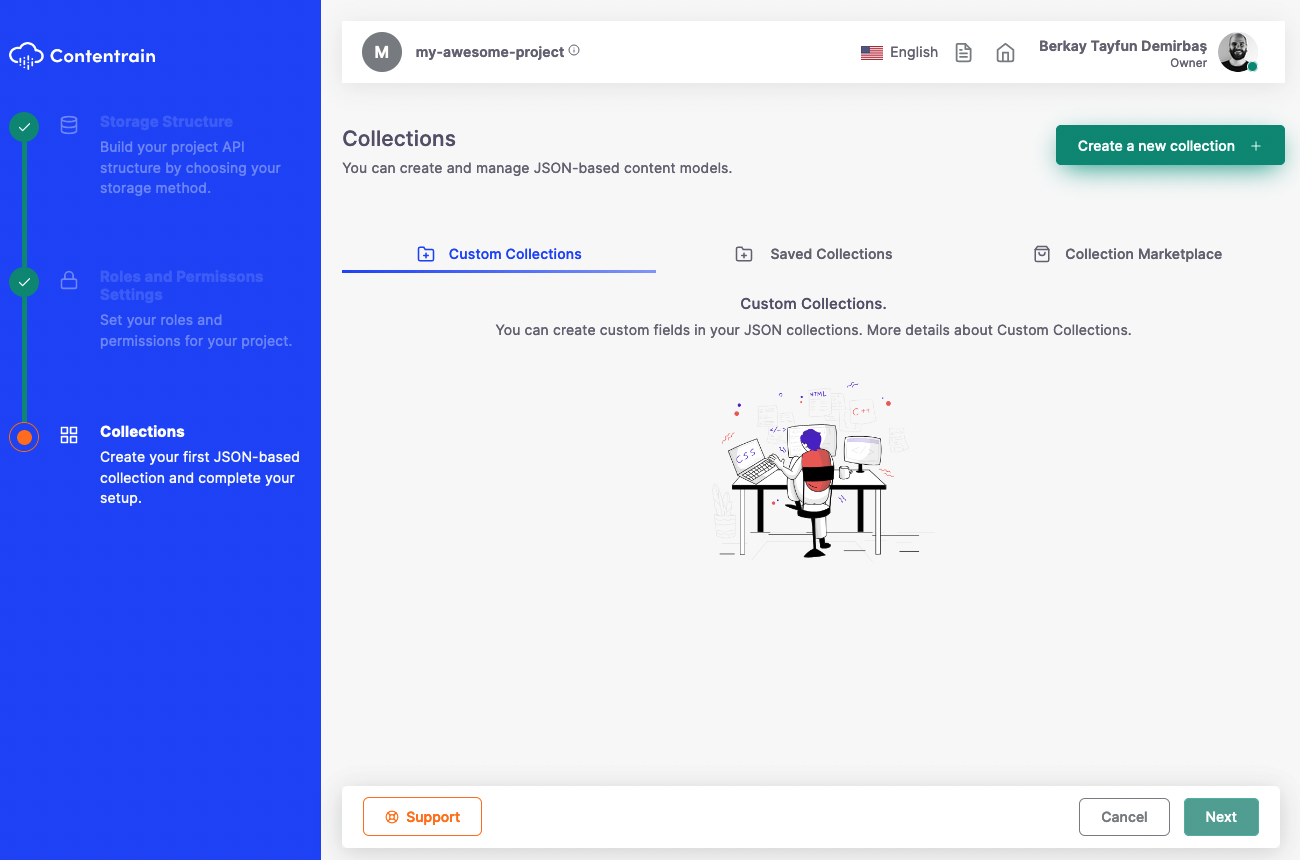 Contentrain
Storage Structure
Build your project API
structure by choosing your
storage method.
Roles and Permissons
Settings
Set your roles and
permissions for your project.
Collections
Create your first JSON-based
collection and complete your
setup.
M
my-awesome-project
English
Berkay Tayfun Demirbaş
Owner
Collections
You can create and manage JSON-based content models.
Create a new collection +
Custom Collections
Saved Collections
Collection Marketplace
Custom Collections.
You can create custom fields in your JSON collections. More details about Custom Collections.
HTML
C++
</>
CSS
</>
Support
Cancel
Next